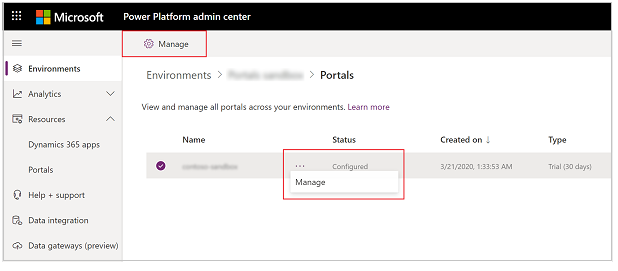 Microsoft Power Platform admin center
Manage
Environments
Environments > > Portals
Analytics
View and manage all portals across your environments. Learn more
Resources
Name Status Created on ↓ Type
Dynamics 365 apps
Portals
... Configured 3/21/2020, 1:33:53 AM Trial (30 days)
Manage
Help + support
Data integration
Data gateways (preview)